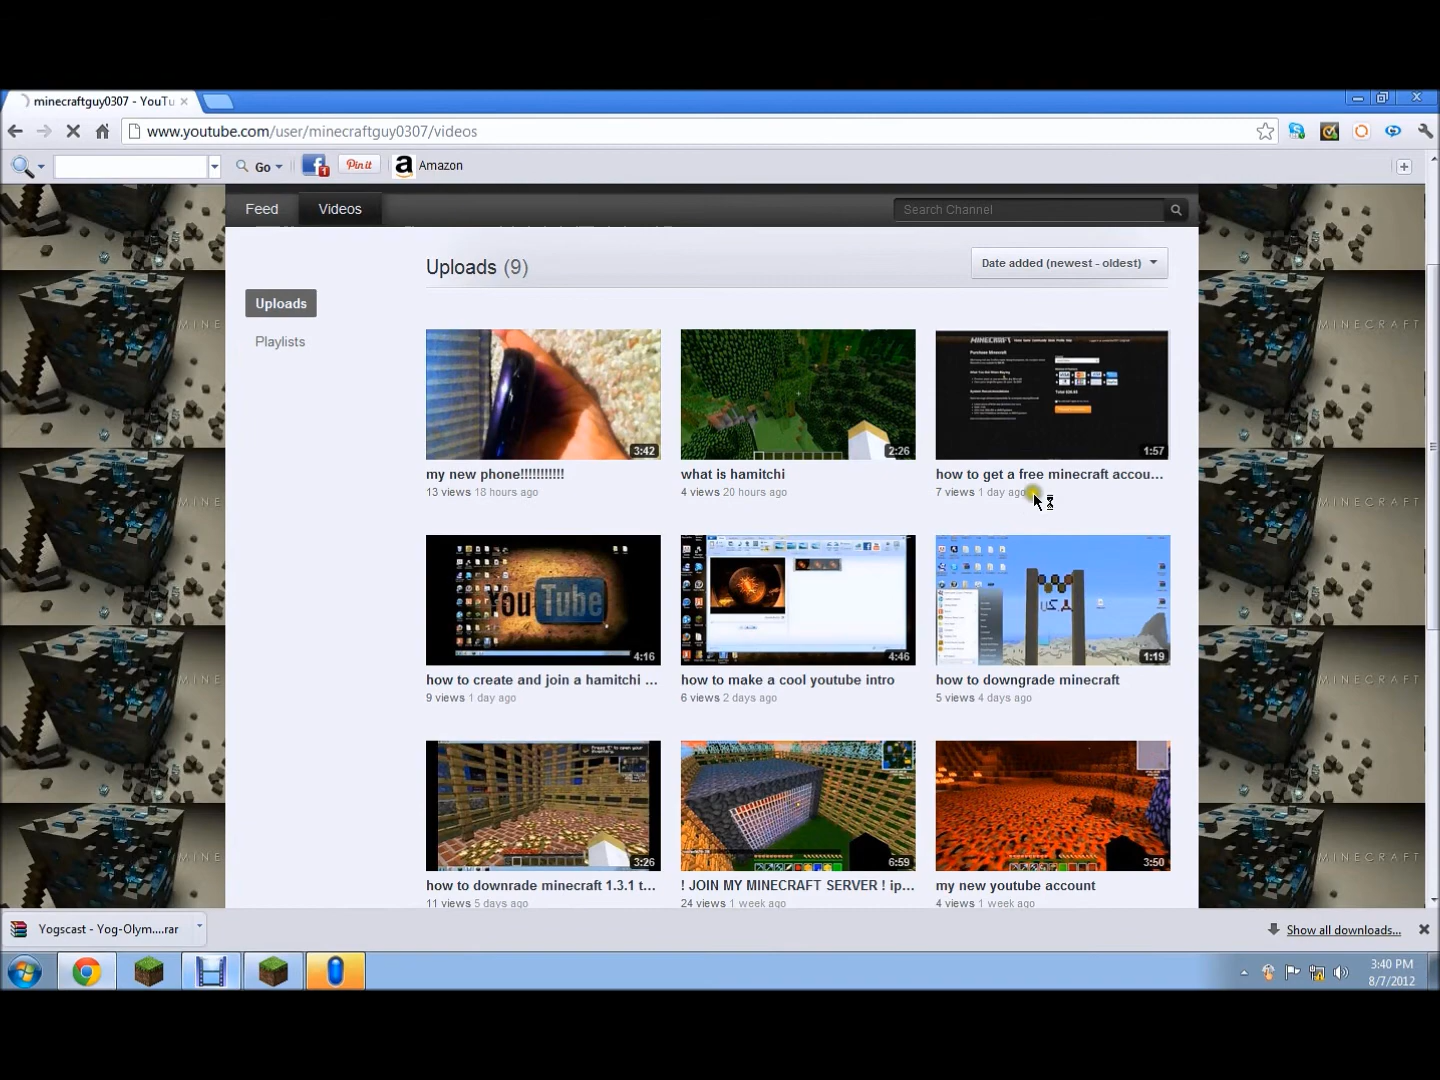 minecraftguy0307 - YouTu
www.youtube.com/user/minecraftguy0307/videos
Go
1
Pin it
a
Amazon
Feed
Videos
Search Channel
Uploads (9)
Date added (newest - oldest)
Uploads
Playlists
MINECRAFT
3:42
2:26
1:57
my new phone!!!!!!!!!!!
what is hamitchi
how to get a free minecraft accou...
13 views 18 hours ago
4 views 20 hours ago
7 views 1 day ago
You Tube
4:16
4:46
1:19
how to create and join a hamitchi ...
how to make a cool youtube intro
how to downgrade minecraft
9 views 1 day ago
6 views 2 days ago
5 views 4 days ago
3:26
6:59
3:50
how to downrade minecraft 1.3.1 t...
! JOIN MY MINECRAFT SERVER ! ip...
my new youtube account
11 views 5 days ago
24 views 1 week ago
4 views 1 week ago
Yogscast - Yog-Olym....rar
Show all downloads...
3:40 PM
8/7/2012